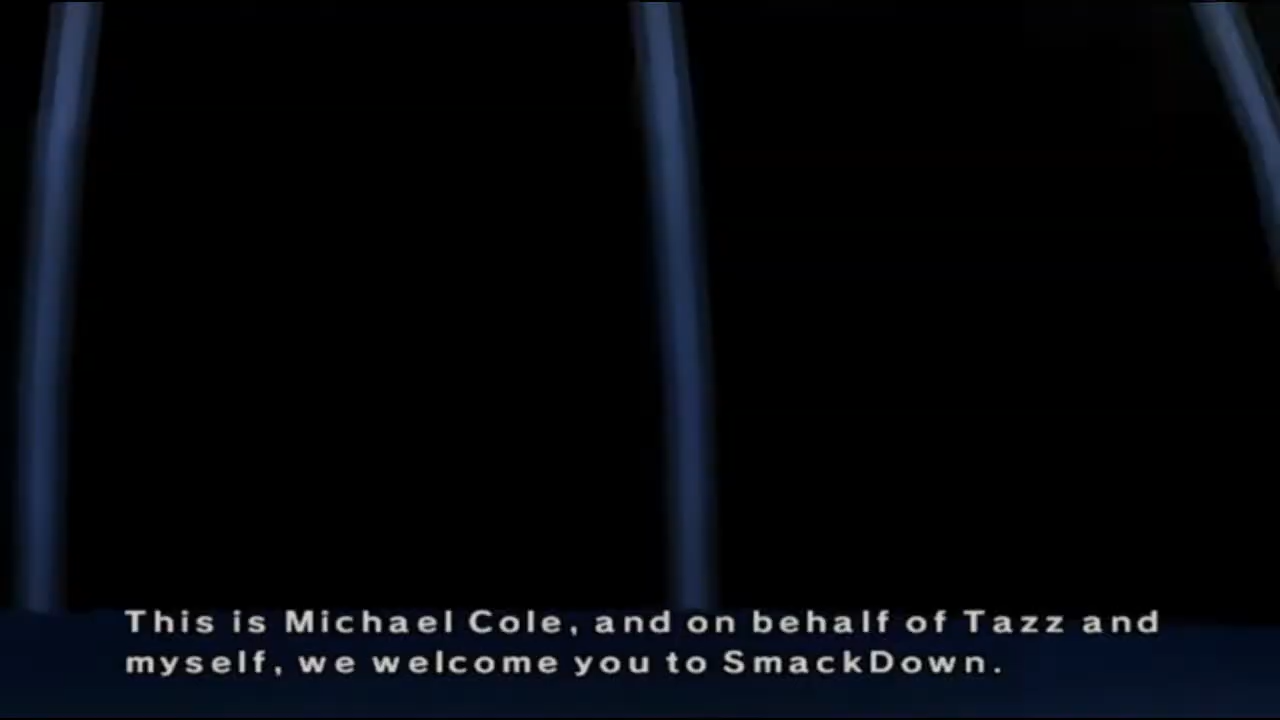 This is Michael Cole, and on behalf of Tazz and
myself, we welcome you to SmackDown.